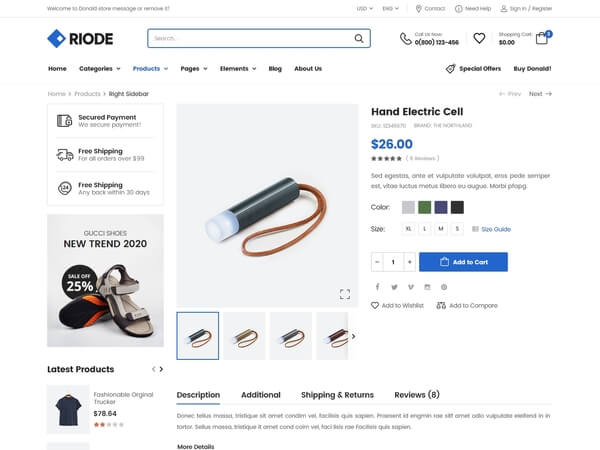 Welcome to Donald store message or remove it!
USD
ENG
Contact
Need Help
Sign in / Register
RIODE
Search...
Call Us Now:
0(800) 123-456
Shopping Cart:
$0.00
Home
Categories
Products
Pages
Elements
Blog
About Us
Special Offers
Buy Donald!
Home > Products > Right Sidebar
Prev
Next
Secured Payment
We secure payment!
Free Shipping
For all orders over $99
Free Shipping
Any back within 30 days
GUCCI SHOES
NEW TREND 2020
SALE OFF
25%
Latest Products
Fashionable Orginal
Trucker
$78.64
Hand Electric Cell
SKU: 12345670
BRAND: THE NORTHLAND
$26.00
( 6 Reviews )
Sed egestas, ante et vulputate volutpat, eros pede semper
est, vitae luctus metus libero eu augue. Morbi pfopg.
Color:
Size:
XL
L
M
S
Size Guide
− 1 +
Add to Cart
Add to Wishlist
Add to Compare
Description
Additional
Shipping & Returns
Reviews (8)
Donec tellus massa, tristique sit amet condim vel, facilisis quis sapien. Praesent id engmin rae sitf amet odio vulputate eleifend in in
tortor. Sellus massa, tristique it amet cond coim vel, faci lisis rae Facilisis quis sapien.
More Details